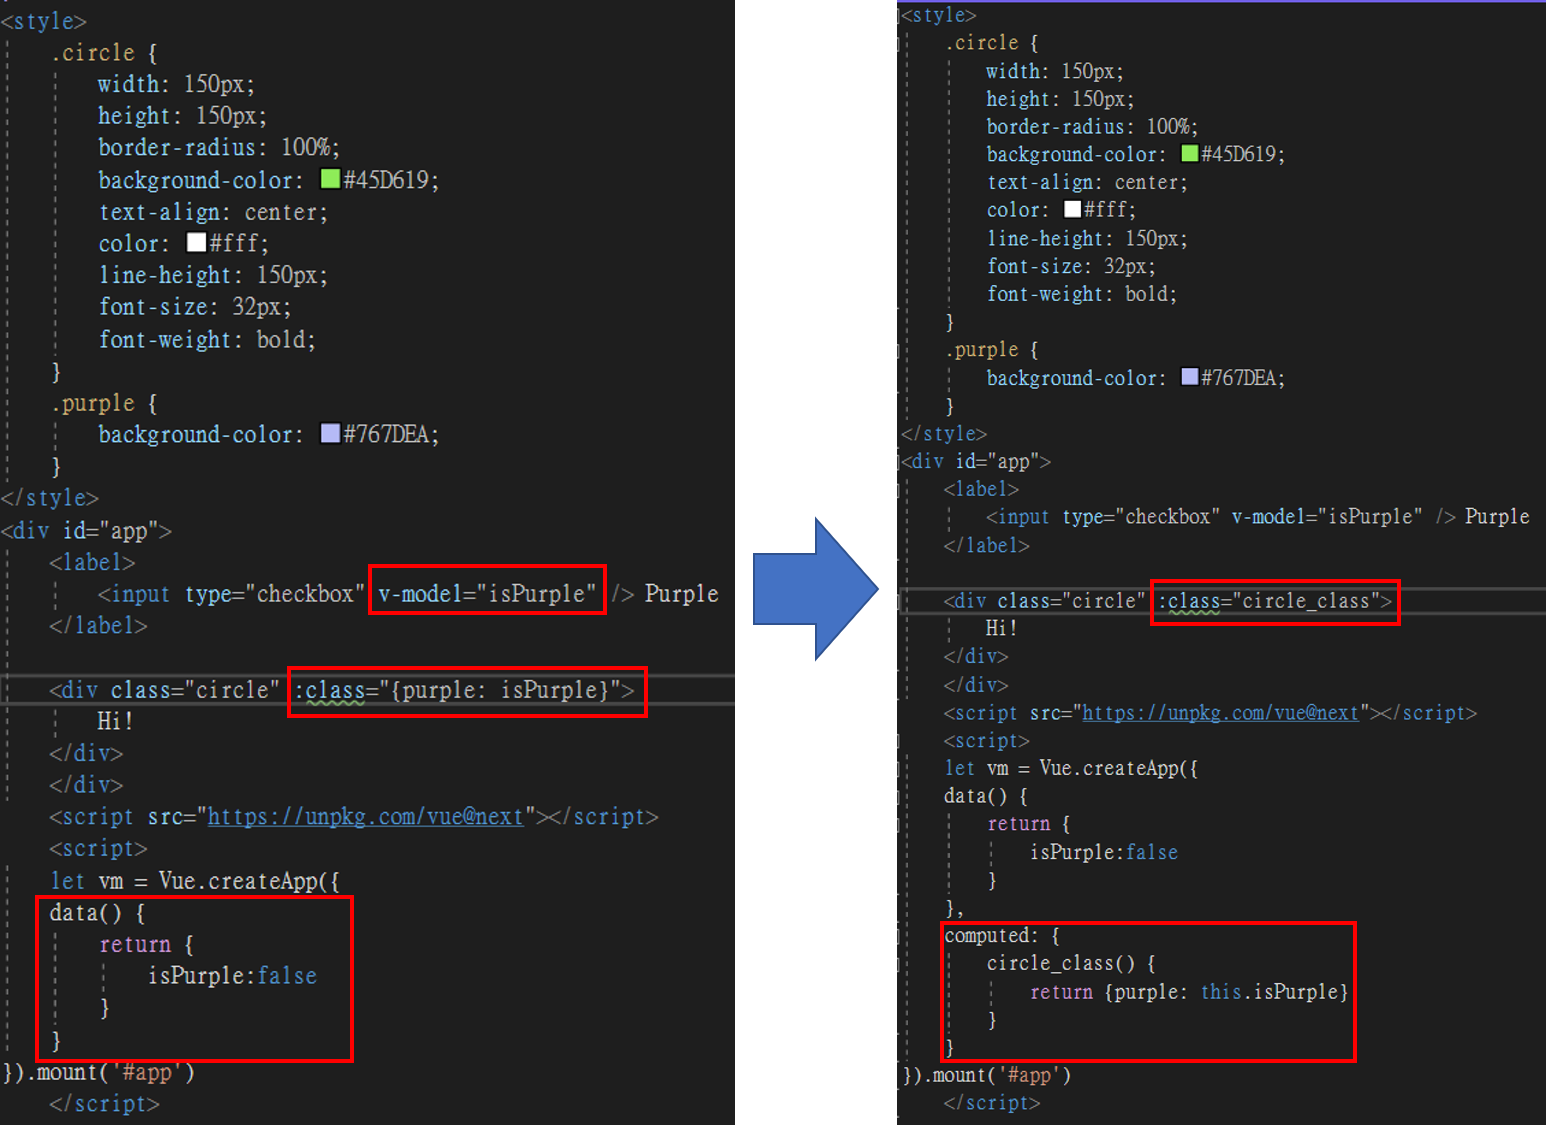 <style>
.circle {
width: 150px;
height: 150px;
border-radius: 100%;
background-color: #45D619;
text-align: center;
color: #fff;
line-height: 150px;
font-size: 32px;
font-weight: bold;
}
.purple {
background-color: #767DEA;
}
</style>
<div id="app">
<label>
<input type="checkbox" v-model="isPurple" /> Purple
</label>
<div class="circle" :class="{purple: isPurple}">
Hi!
</div>
</div>
<script src="https://unpkg.com/vue@next"></script>
<script>
let vm = Vue.createApp({
data() {
return {
isPurple:false
}
}
}).mount('#app')
</script>
<style>
.circle {
width: 150px;
height: 150px;
border-radius: 100%;
background-color: #45D619;
text-align: center;
color: #fff;
line-height: 150px;
font-size: 32px;
font-weight: bold;
}
.purple {
background-color: #767DEA;
}
</style>
<div id="app">
<label>
<input type="checkbox" v-model="isPurple" /> Purple
</label>
<div class="circle" :class="circle_class">
Hi!
</div>
</div>
<script src="https://unpkg.com/vue@next"></script>
<script>
let vm = Vue.createApp({
data() {
return {
isPurple:false
}
},
computed: {
circle_class() {
return {purple: this.isPurple}
}
}
}).mount('#app')
</script>